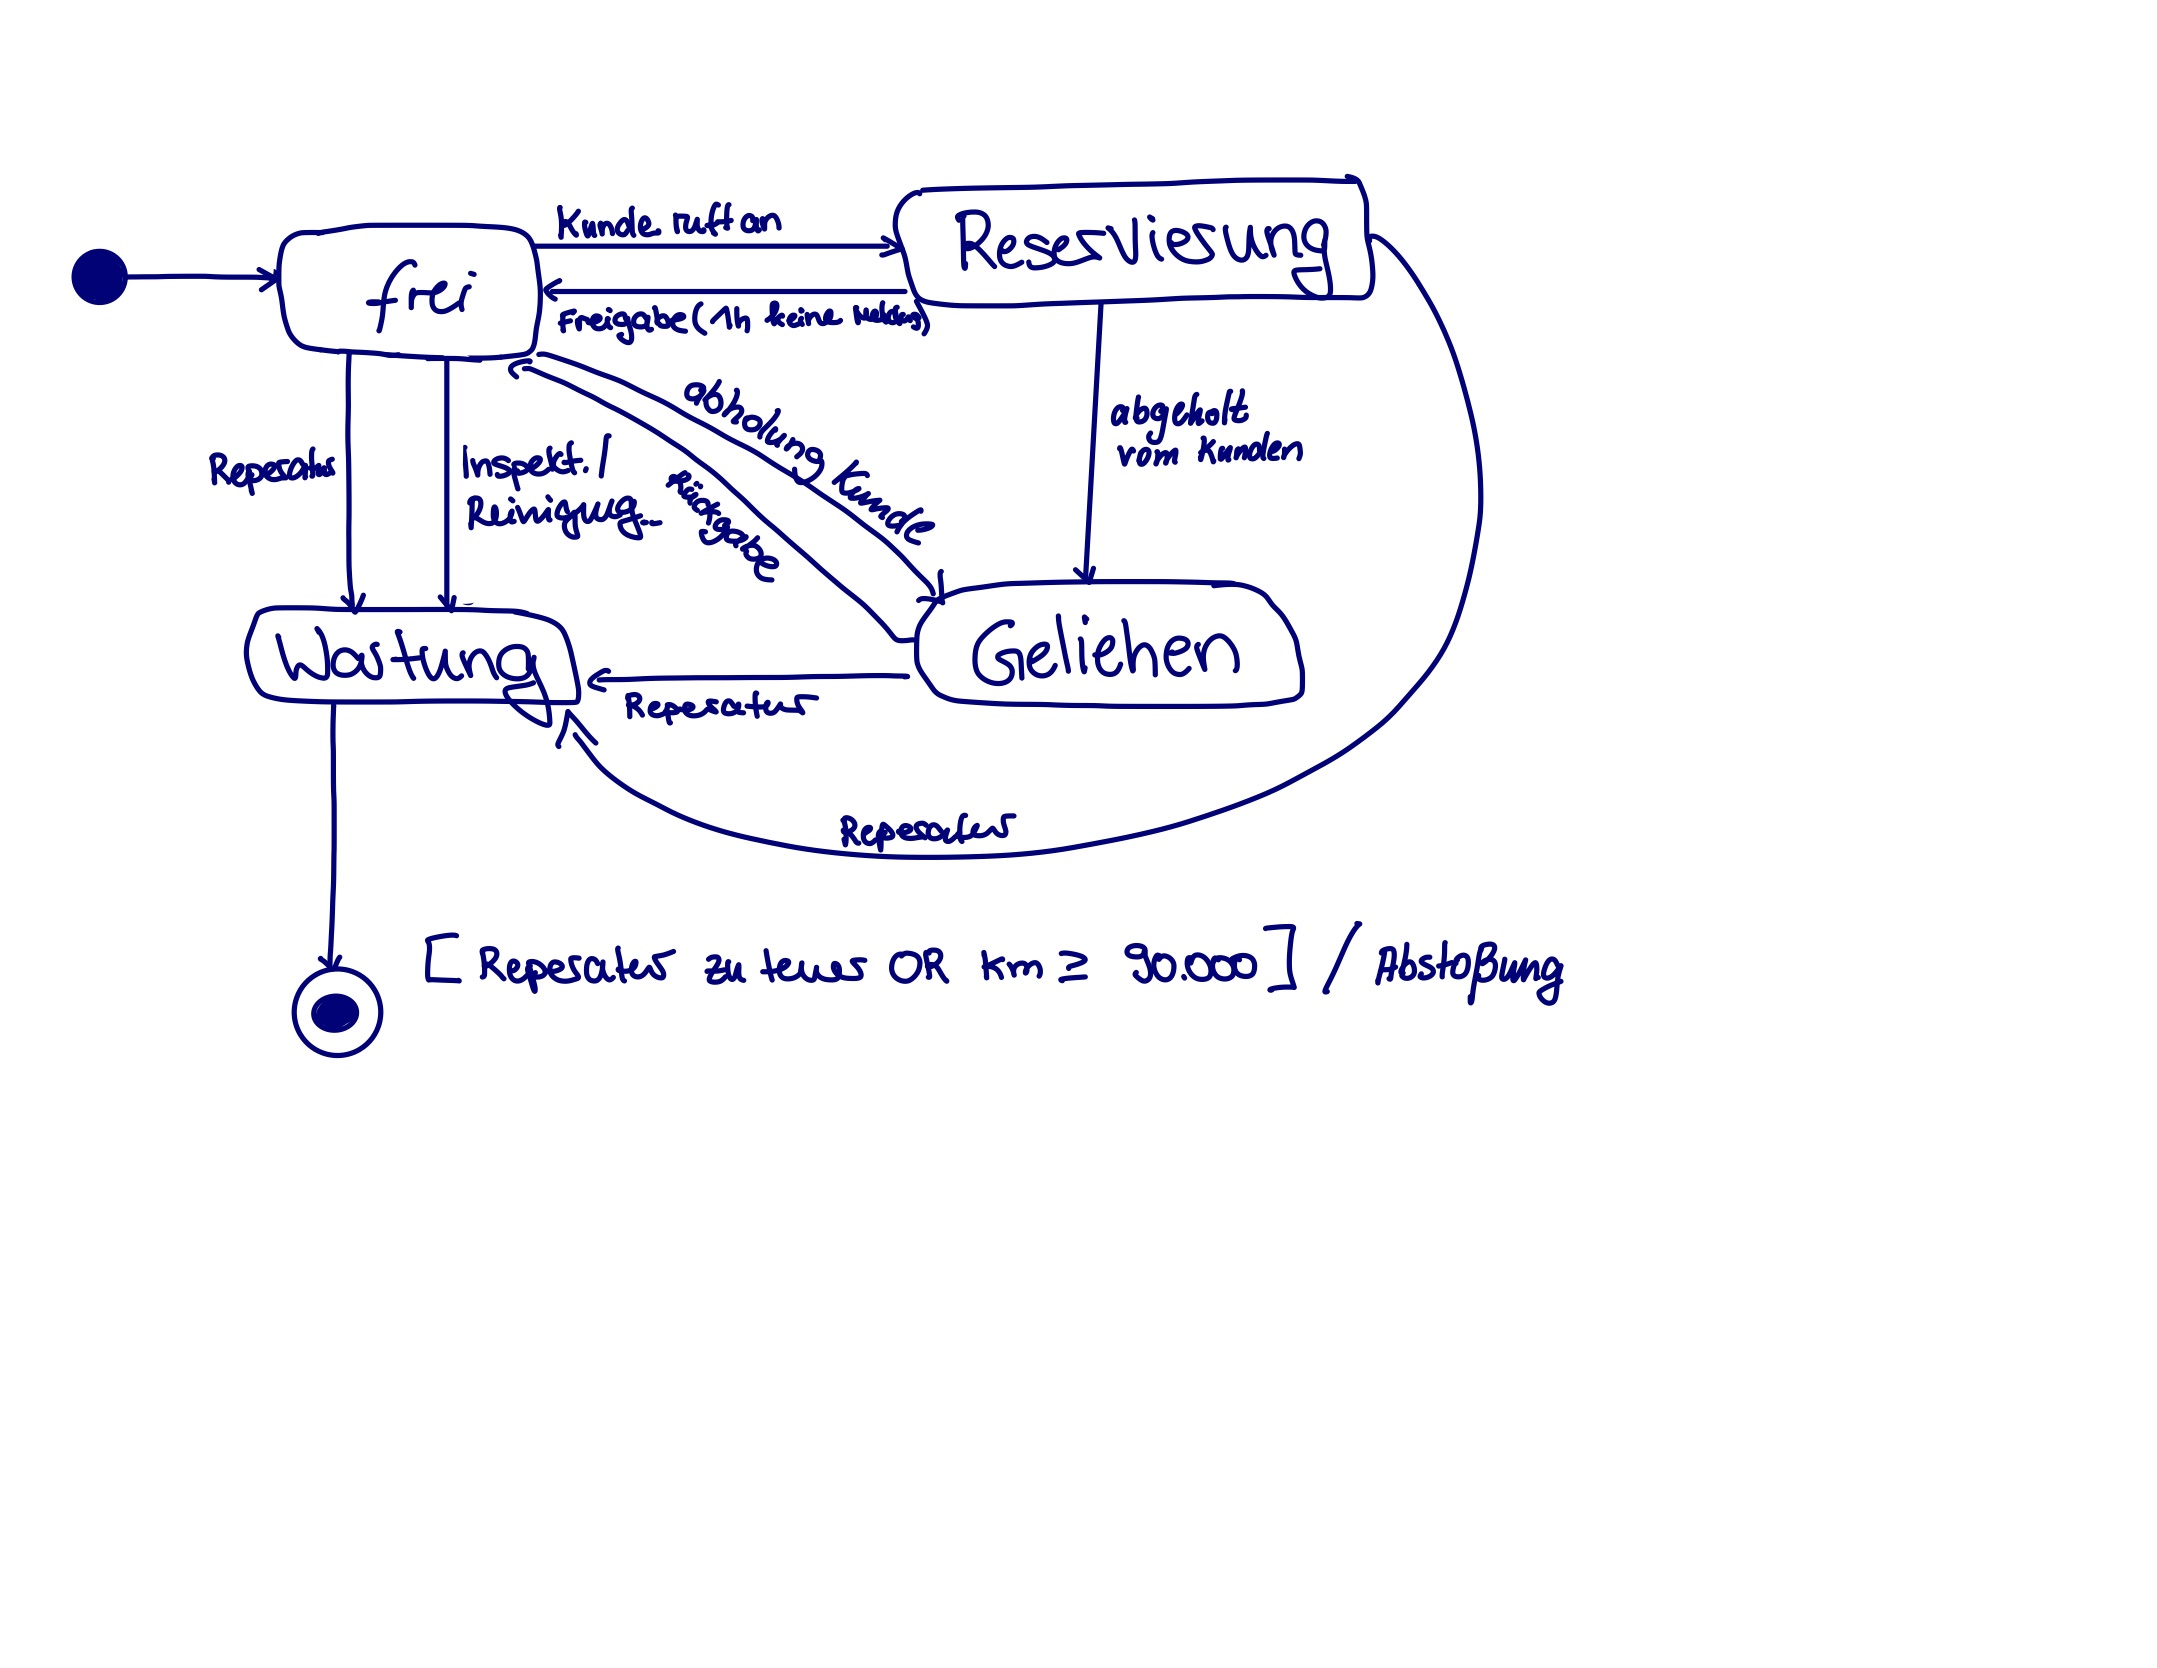 Kunde ruft an
Reservierung
frei
Freigabe (1h keine
abholung Kunde
abgeholt
vom Kunden
Reparatur
Inspekt. /
Reinigung
Rückgabe
Wartung
Geliehen
Reparatur
Reparatur
[Reparatur zu teuer OR km ≥ 90.000] / Abstoßung